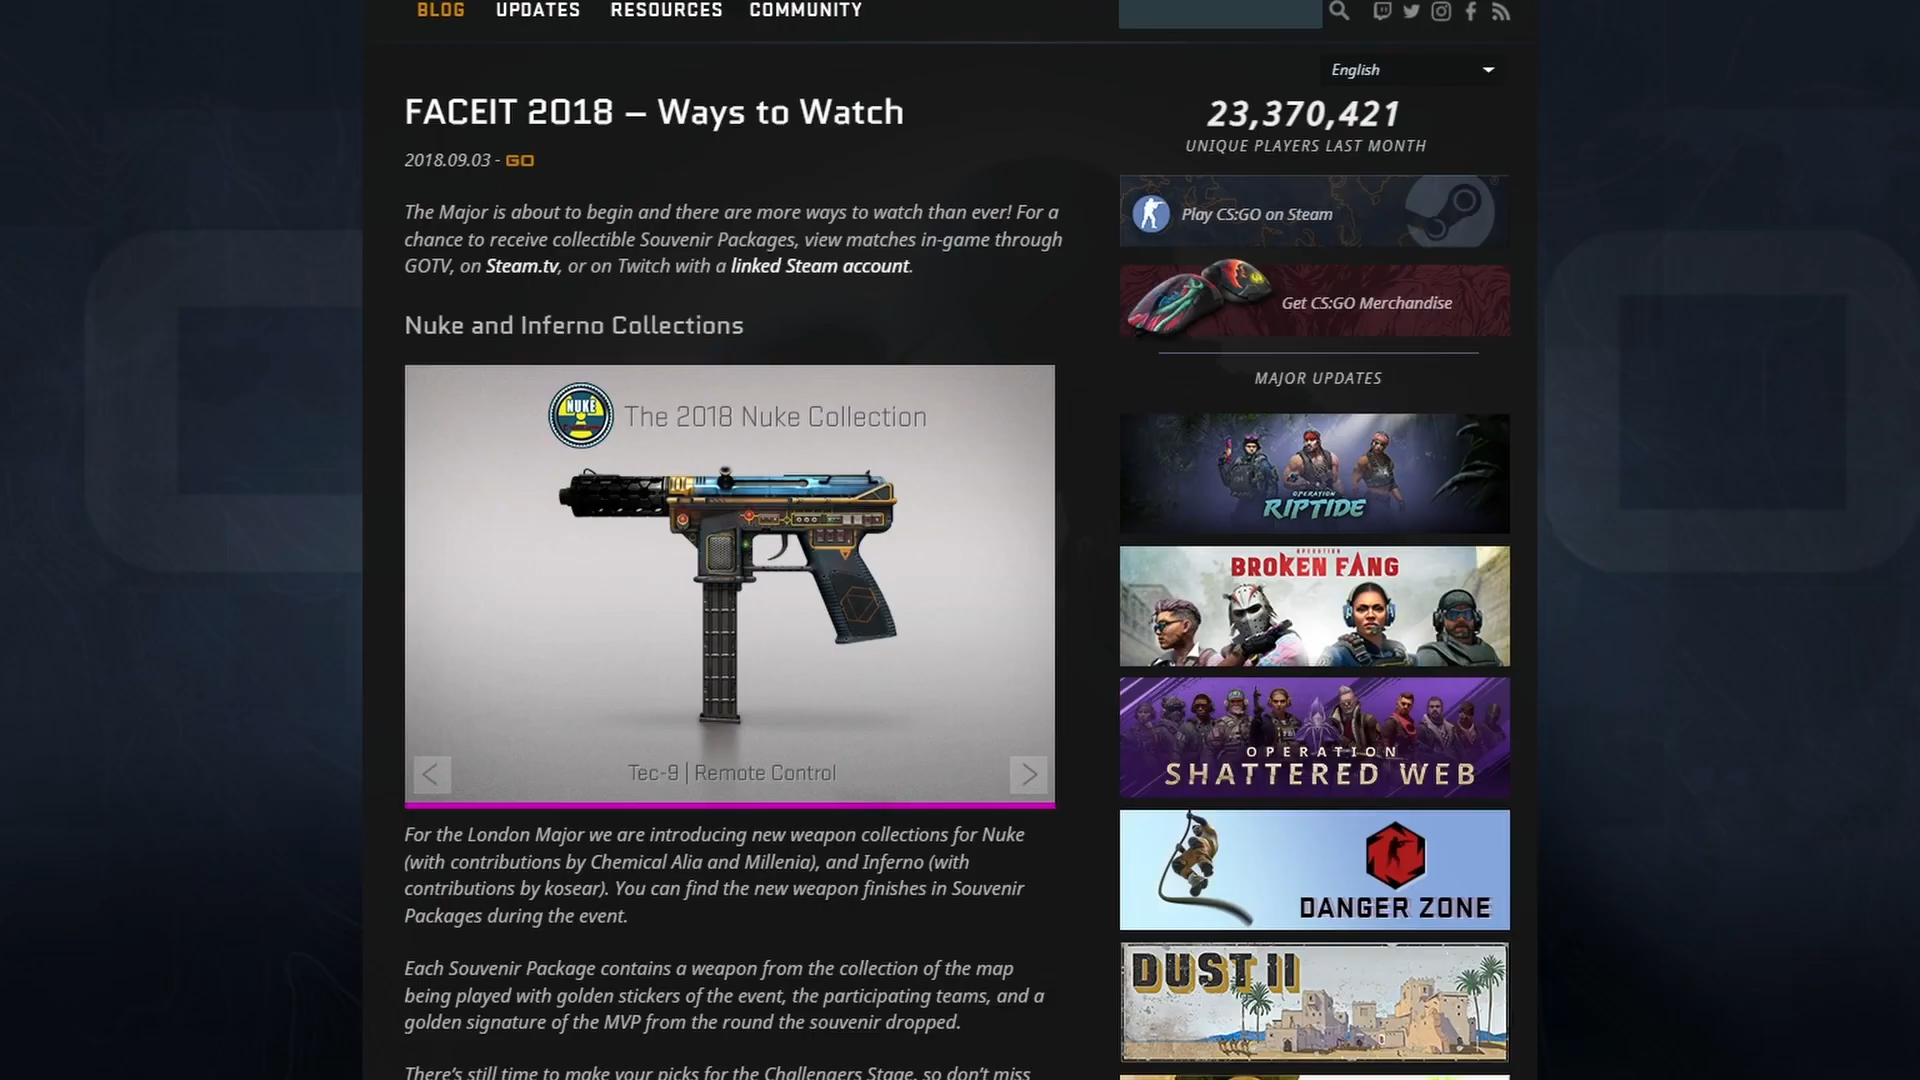 BLOG UPDATES RESOURCES COMMUNITY
English
FACEIT 2018 – Ways to Watch
2018.09.03 - GO
The Major is about to begin and there are more ways to watch than ever! For a
chance to receive collectible Souvenir Packages, view matches in-game through
GOTV, on Steam.tv, or on Twitch with a linked Steam account.
Nuke and Inferno Collections
NUKE
The 2018 Nuke Collection
Tec-9 | Remote Control
For the London Major we are introducing new weapon collections for Nuke
(with contributions by Chemical Alia and Millenia), and Inferno (with
contributions by kosear). You can find the new weapon finishes in Souvenir
Packages during the event.
Each Souvenir Package contains a weapon from the collection of the map
being played with golden stickers of the event, the participating teams, and a
golden signature of the MVP from the round the souvenir dropped.
There's still time to make your picks for the Challengers Stage, so don't miss
23,370,421
UNIQUE PLAYERS LAST MONTH
Play CS:GO on Steam
Get CS:GO Merchandise
MAJOR UPDATES
OPERATION
RIPTIDE
OPERATION
BROKEN FANG
OPERATION
SHATTERED WEB
DANGER ZONE
DUST II